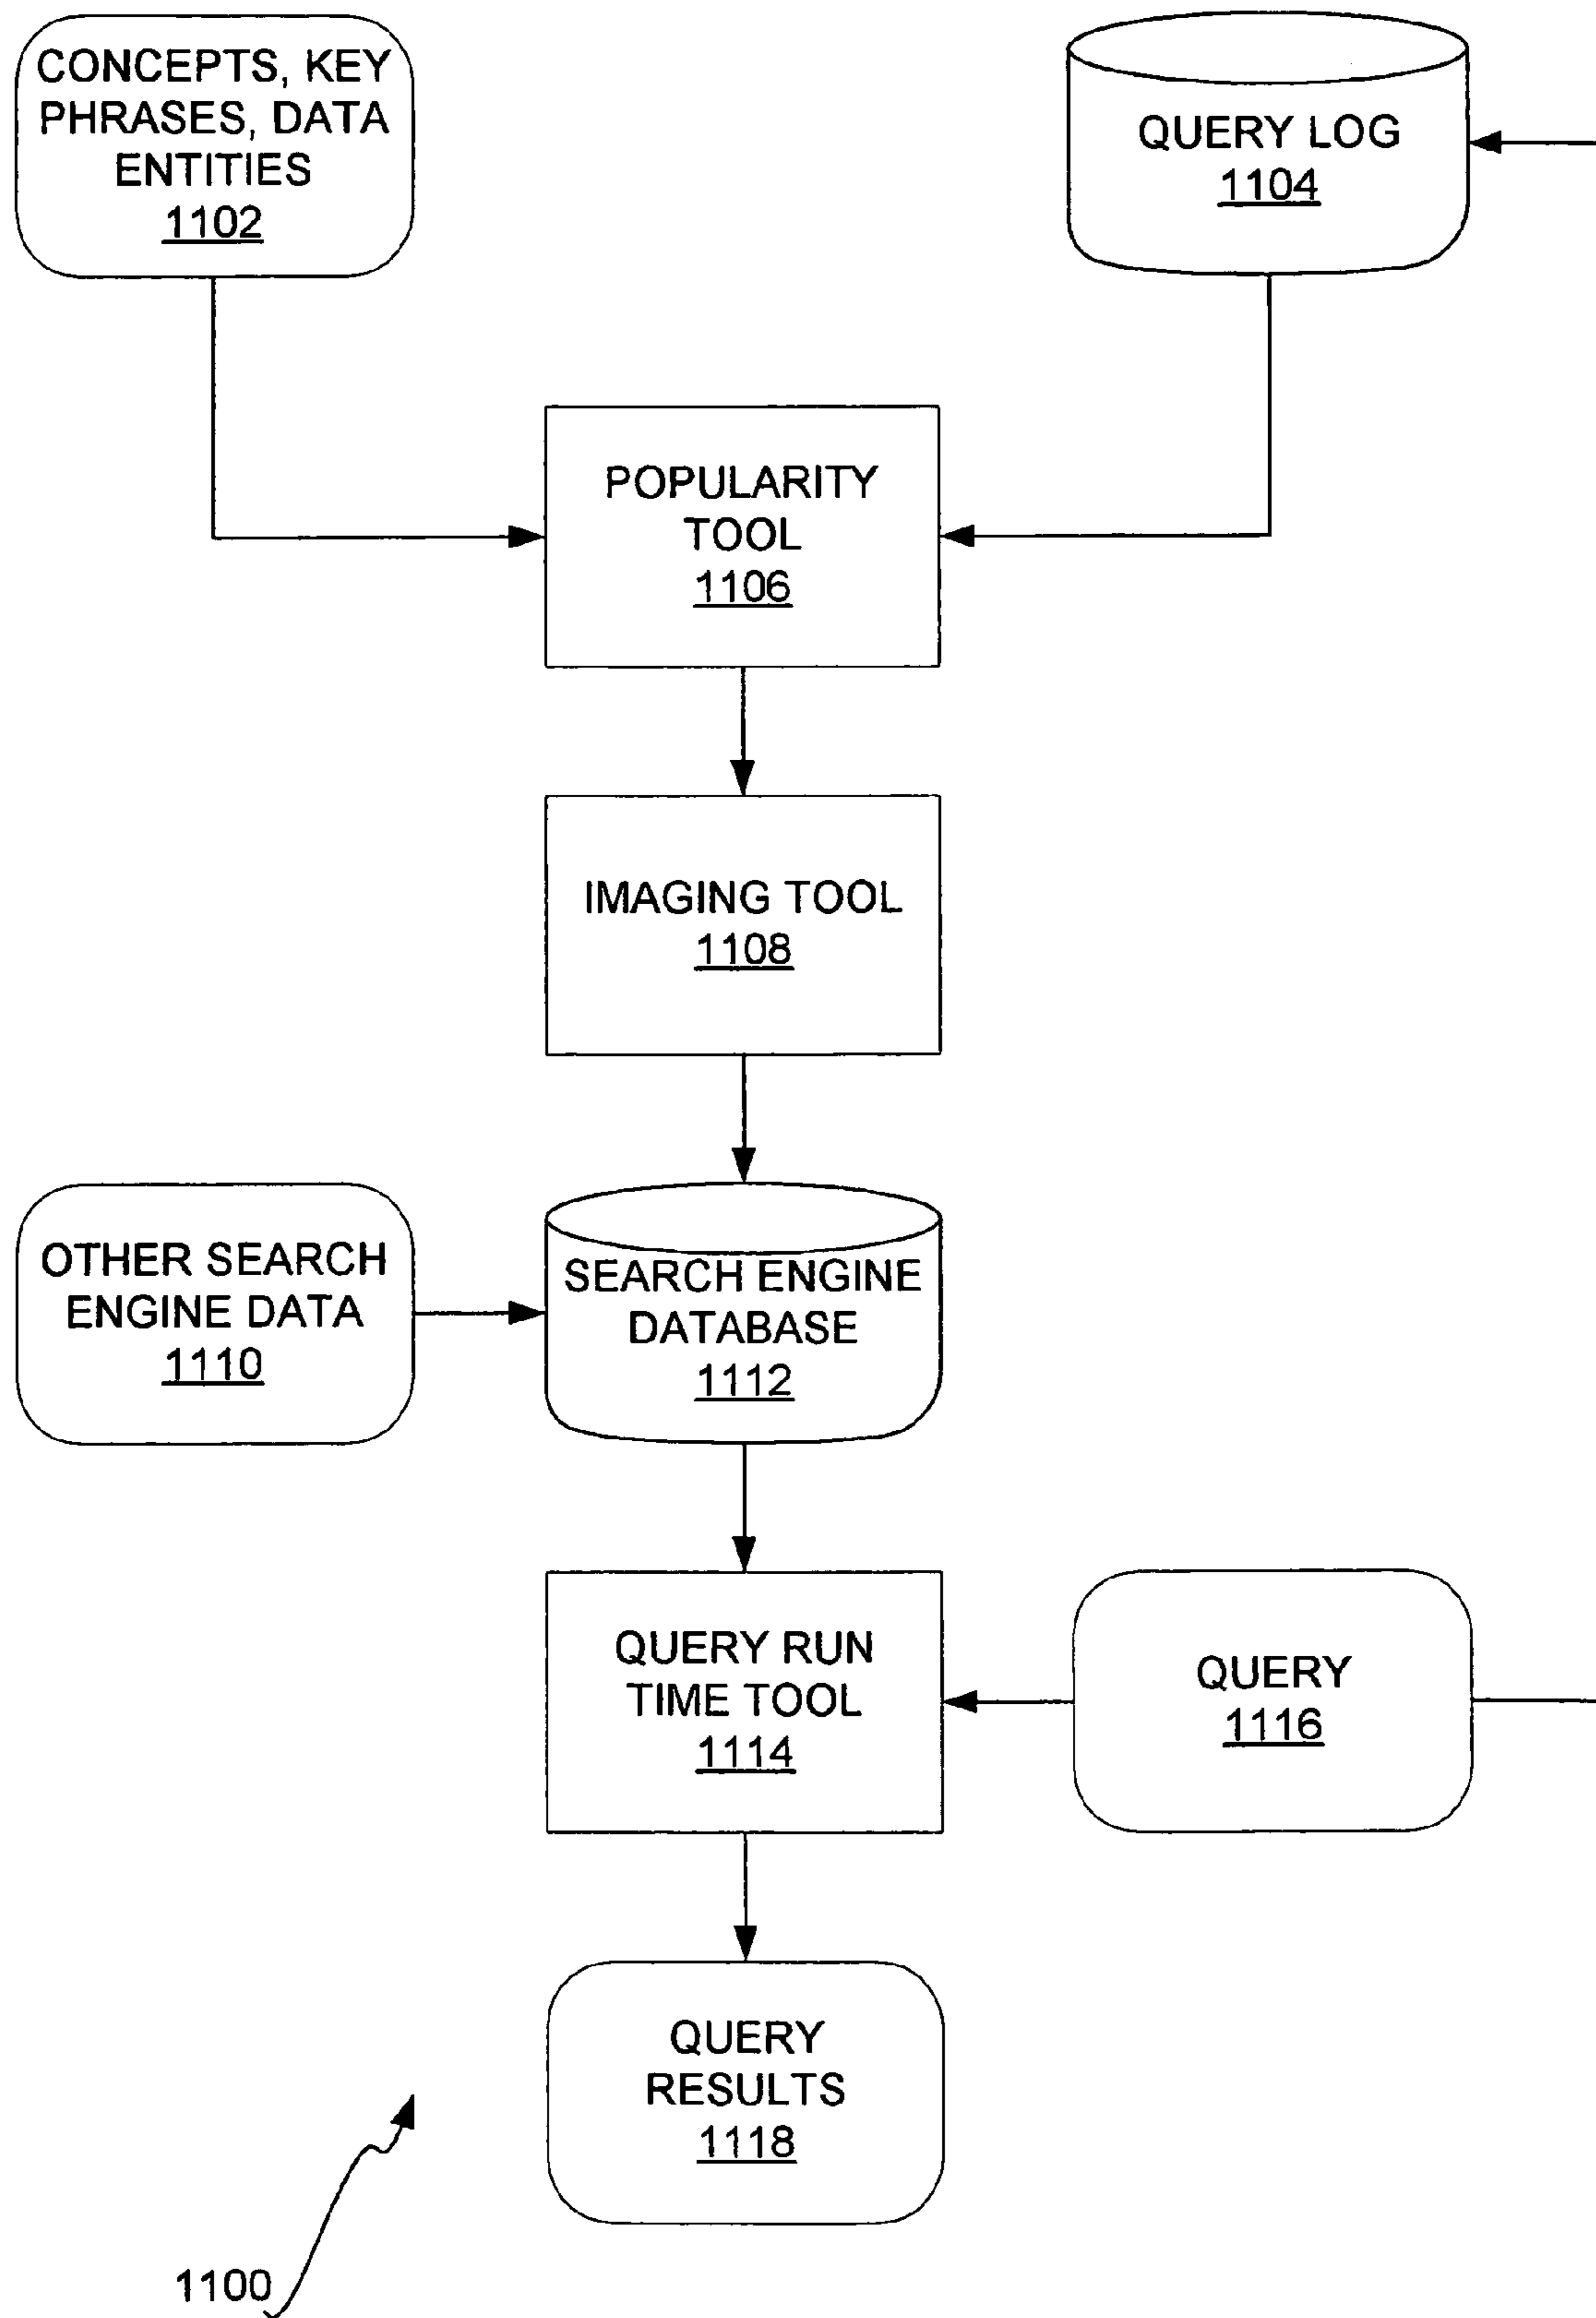 CONCEPTS, KEY
PHRASES, DATA
ENTITIES
1102
QUERY LOG
1104
POPULARITY
TOOL
1106
IMAGING TOOL
1108
OTHER SEARCH
ENGINE DATA
1110
SEARCH ENGINE
DATABASE
1112
QUERY RUN
TIME TOOL
1114
QUERY
1116
QUERY
RESULTS
1118
1100